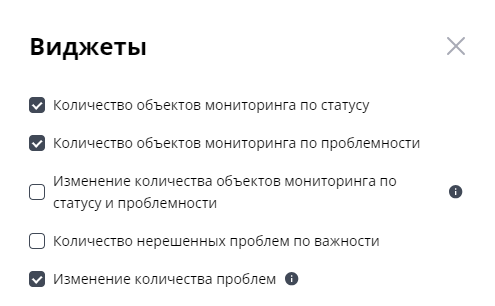 Виджеты
Количество объектов мониторинга по статусу
Количество объектов мониторинга по проблемности
Изменение количества объектов мониторинга по
статусу и проблемности
Количество нерешенных проблем по важности
Изменение количества проблем